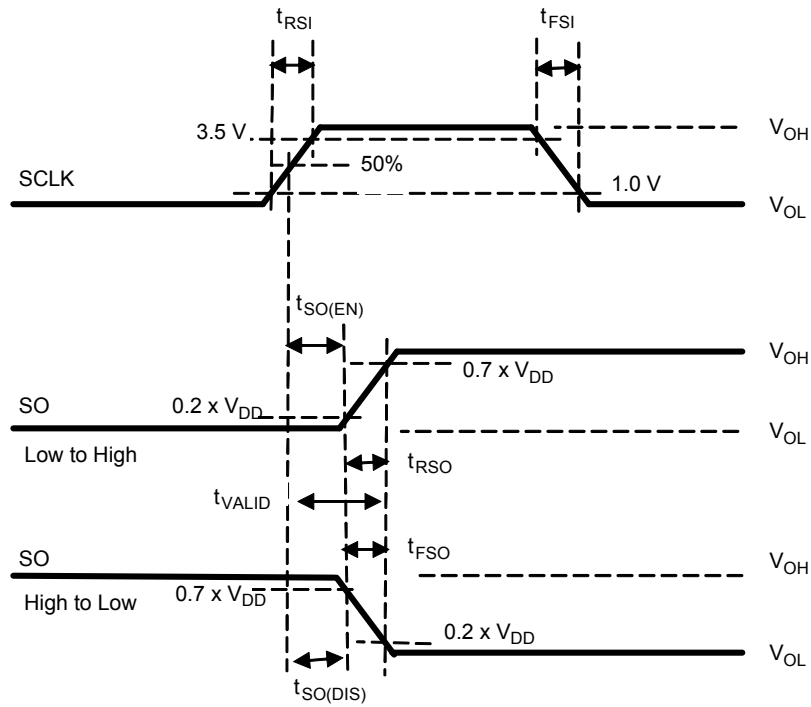 tRSI
tFSI
3.5 V
VOH
50%
SCLK
1.0 V
VOL
tSO(EN)
VOH
0.7 x VDD
0.2 x VDD
SO
VOL
Low to High
tRSO
tVALID
tFSO
SO
VOH
0.7 x VDD
High to Low
0.2 x VDD
VOL
tSO(DIS)